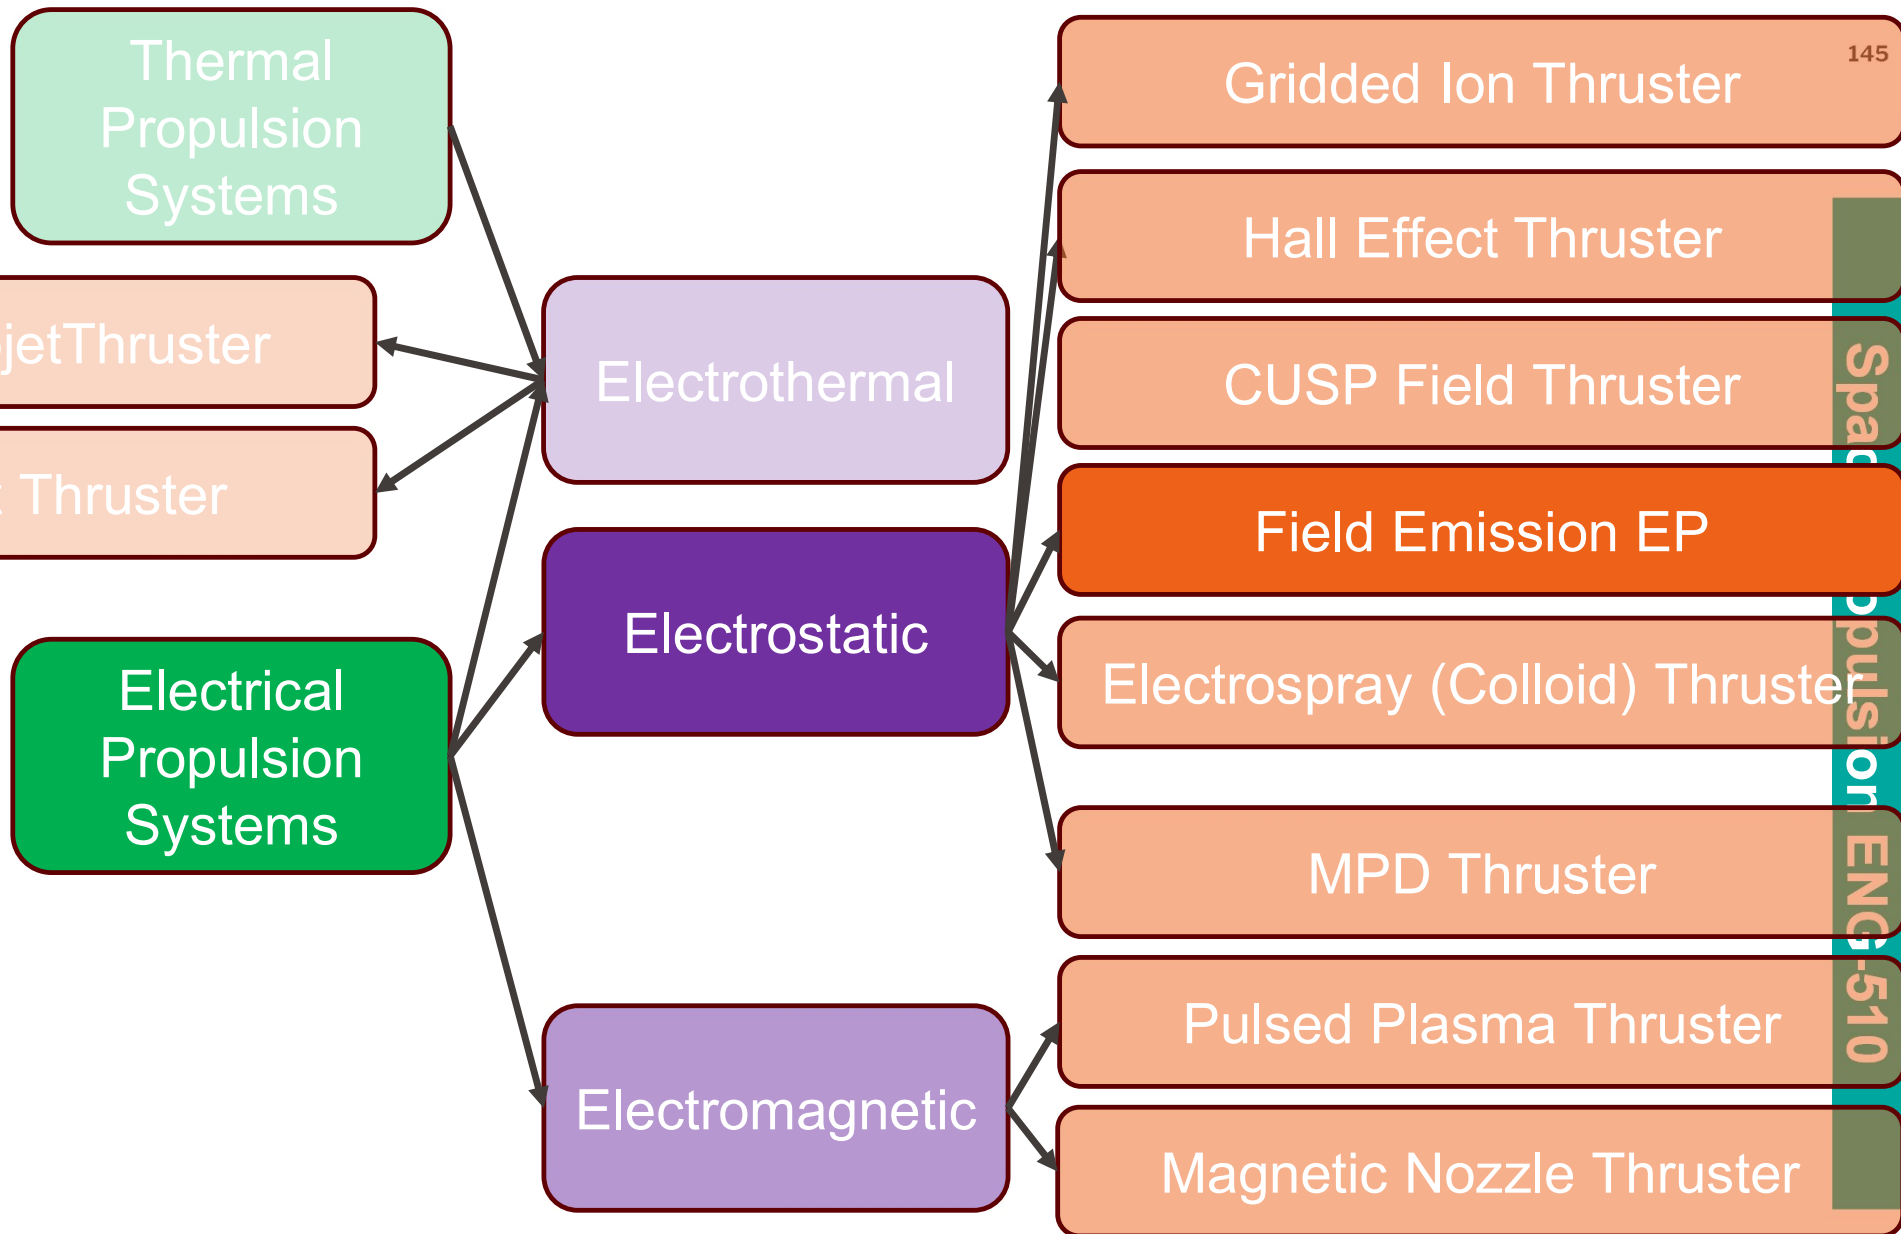 Thermal
Propulsion
Systems
jetThruster
Thruster
Electrical
Propulsion
Systems
Electrothermal
Electrostatic
Electromagnetic
Gridded Ion Thruster
145
Hall Effect Thruster
CUSP Field Thruster
Field Emission EP
Electrospray (Colloid) Thruster
MPD Thruster
Pulsed Plasma Thruster
Magnetic Nozzle Thruster
ENG-510